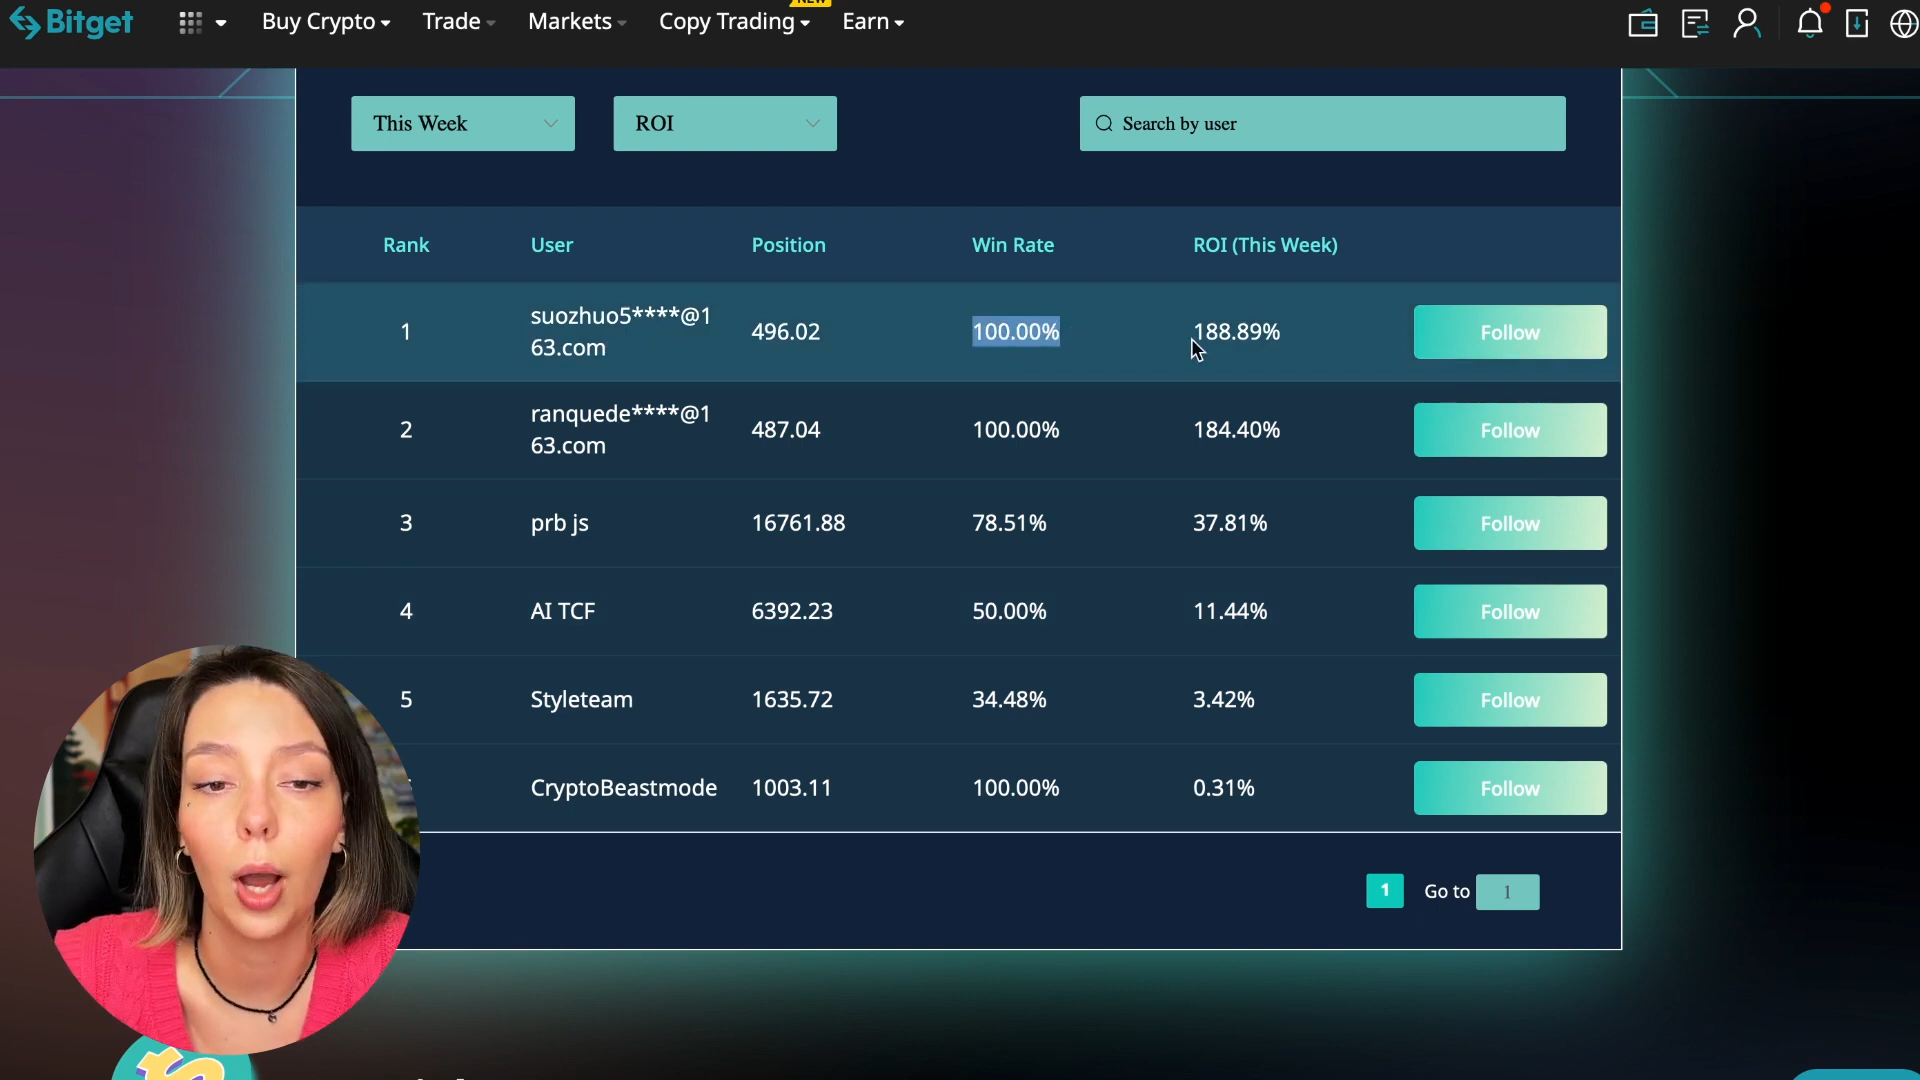 Bitget
Buy Crypto
Trade
Markets
Copy Trading
NEW
Earn
This Week
ROI
Search by user
Rank
User
Position
Win Rate
ROI (This Week)
1
suozhuo5****@1
63.com
496.02
100.00%
188.89%
Follow
2
ranquede****@1
63.com
487.04
100.00%
184.40%
Follow
3
prb js
16761.88
78.51%
37.81%
Follow
4
AI TCF
6392.23
50.00%
11.44%
Follow
5
Styleteam
1635.72
34.48%
3.42%
Follow
CryptoBeastmode
1003.11
100.00%
0.31%
Follow
1
Go to
1